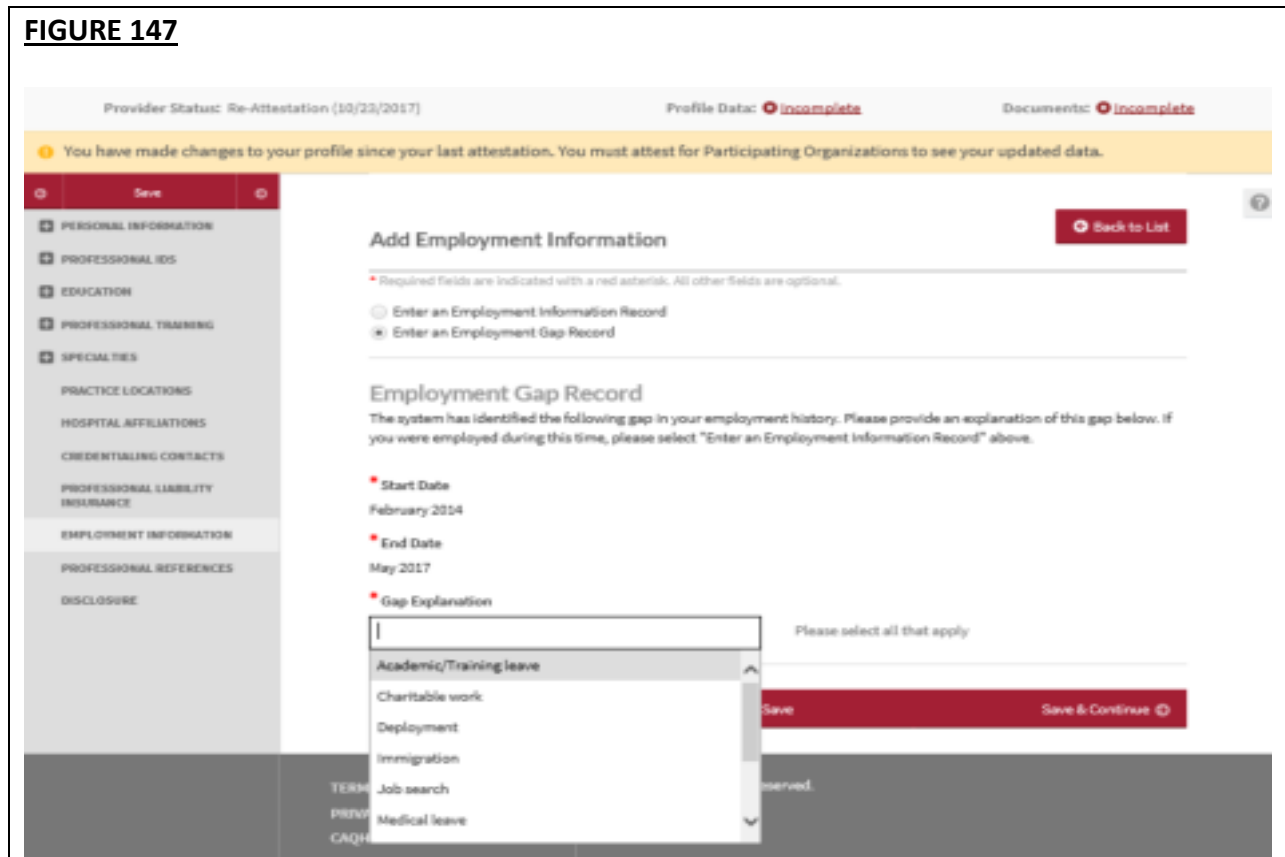 FIGURE 147
Provider Status: Re-Attestation (10/23/2017) Profile Data: Incomplete Documents: Incomplete
You have made changes to your profile since your last attestation. You must attest for Participating Organizations to see your updated data.
Save
PERSONAL INFORMATION
PROFESSIONAL IDS
EDUCATION
PROFESSIONAL TRAINING
SPECIALTIES
PRACTICE LOCATIONS
HOSPITAL AFFILIATIONS
CREDENTIALING CONTACTS
PROFESSIONAL LIABILITY
INSURANCE
EMPLOYMENT INFORMATION
PROFESSIONAL REFERENCES
DISCLOSURE
Back to List
Add Employment Information
* Required fields are indicated with a red asterisk. All other fields are optional.
Enter an Employment Information Record
Enter an Employment Gap Record
Employment Gap Record
The system has identified the following gap in your employment history. Please provide an explanation of this gap below. If
you were employed during this time, please select "Enter an Employment Information Record" above.
* Start Date
February 2014
* End Date
May 2017
* Gap Explanation
Please select all that apply
Academic/Training leave
Charitable work
Deployment
Immigration
Job search
Medical leave
Save Save & Continue
TERM
PRIVA
CAQH
eserved.